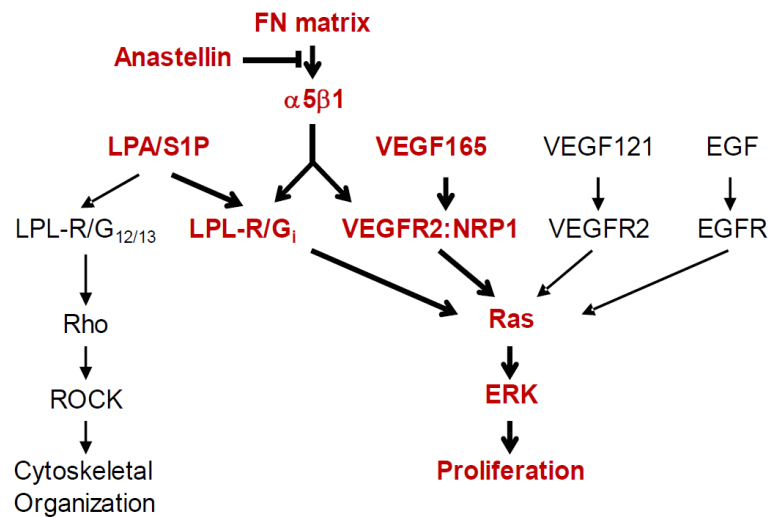 FN matrix
Anastellin
α5β1
LPA/S1P
VEGF165
VEGF121
EGF
LPL-R/G12/13
LPL-R/Gi
VEGFR2:NRP1
VEGFR2
EGFR
Rho
Ras
ROCK
ERK
Cytoskeletal
Organization
Proliferation